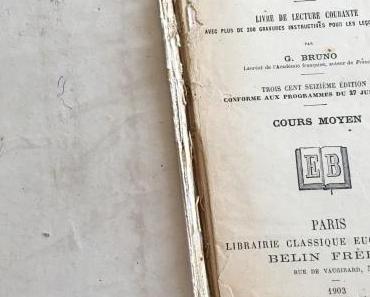 LIVRE DE LECTURE COURANTE
AVEC PLUS DE 200 GRAVURES INSTRUCTIVES POUR LES
PAR
G. BRUNO
Lauréat de l'Académie française, auteur de
TROIS CENT SEIZIÈME ÉDITION
CONFORME AUX PROGRAMMES DU 27
COURS MOYEN
EB
PARIS
LIBRAIRIE CLASSIQUE
BELIN
RUE DE VAUGIRARD,
1903